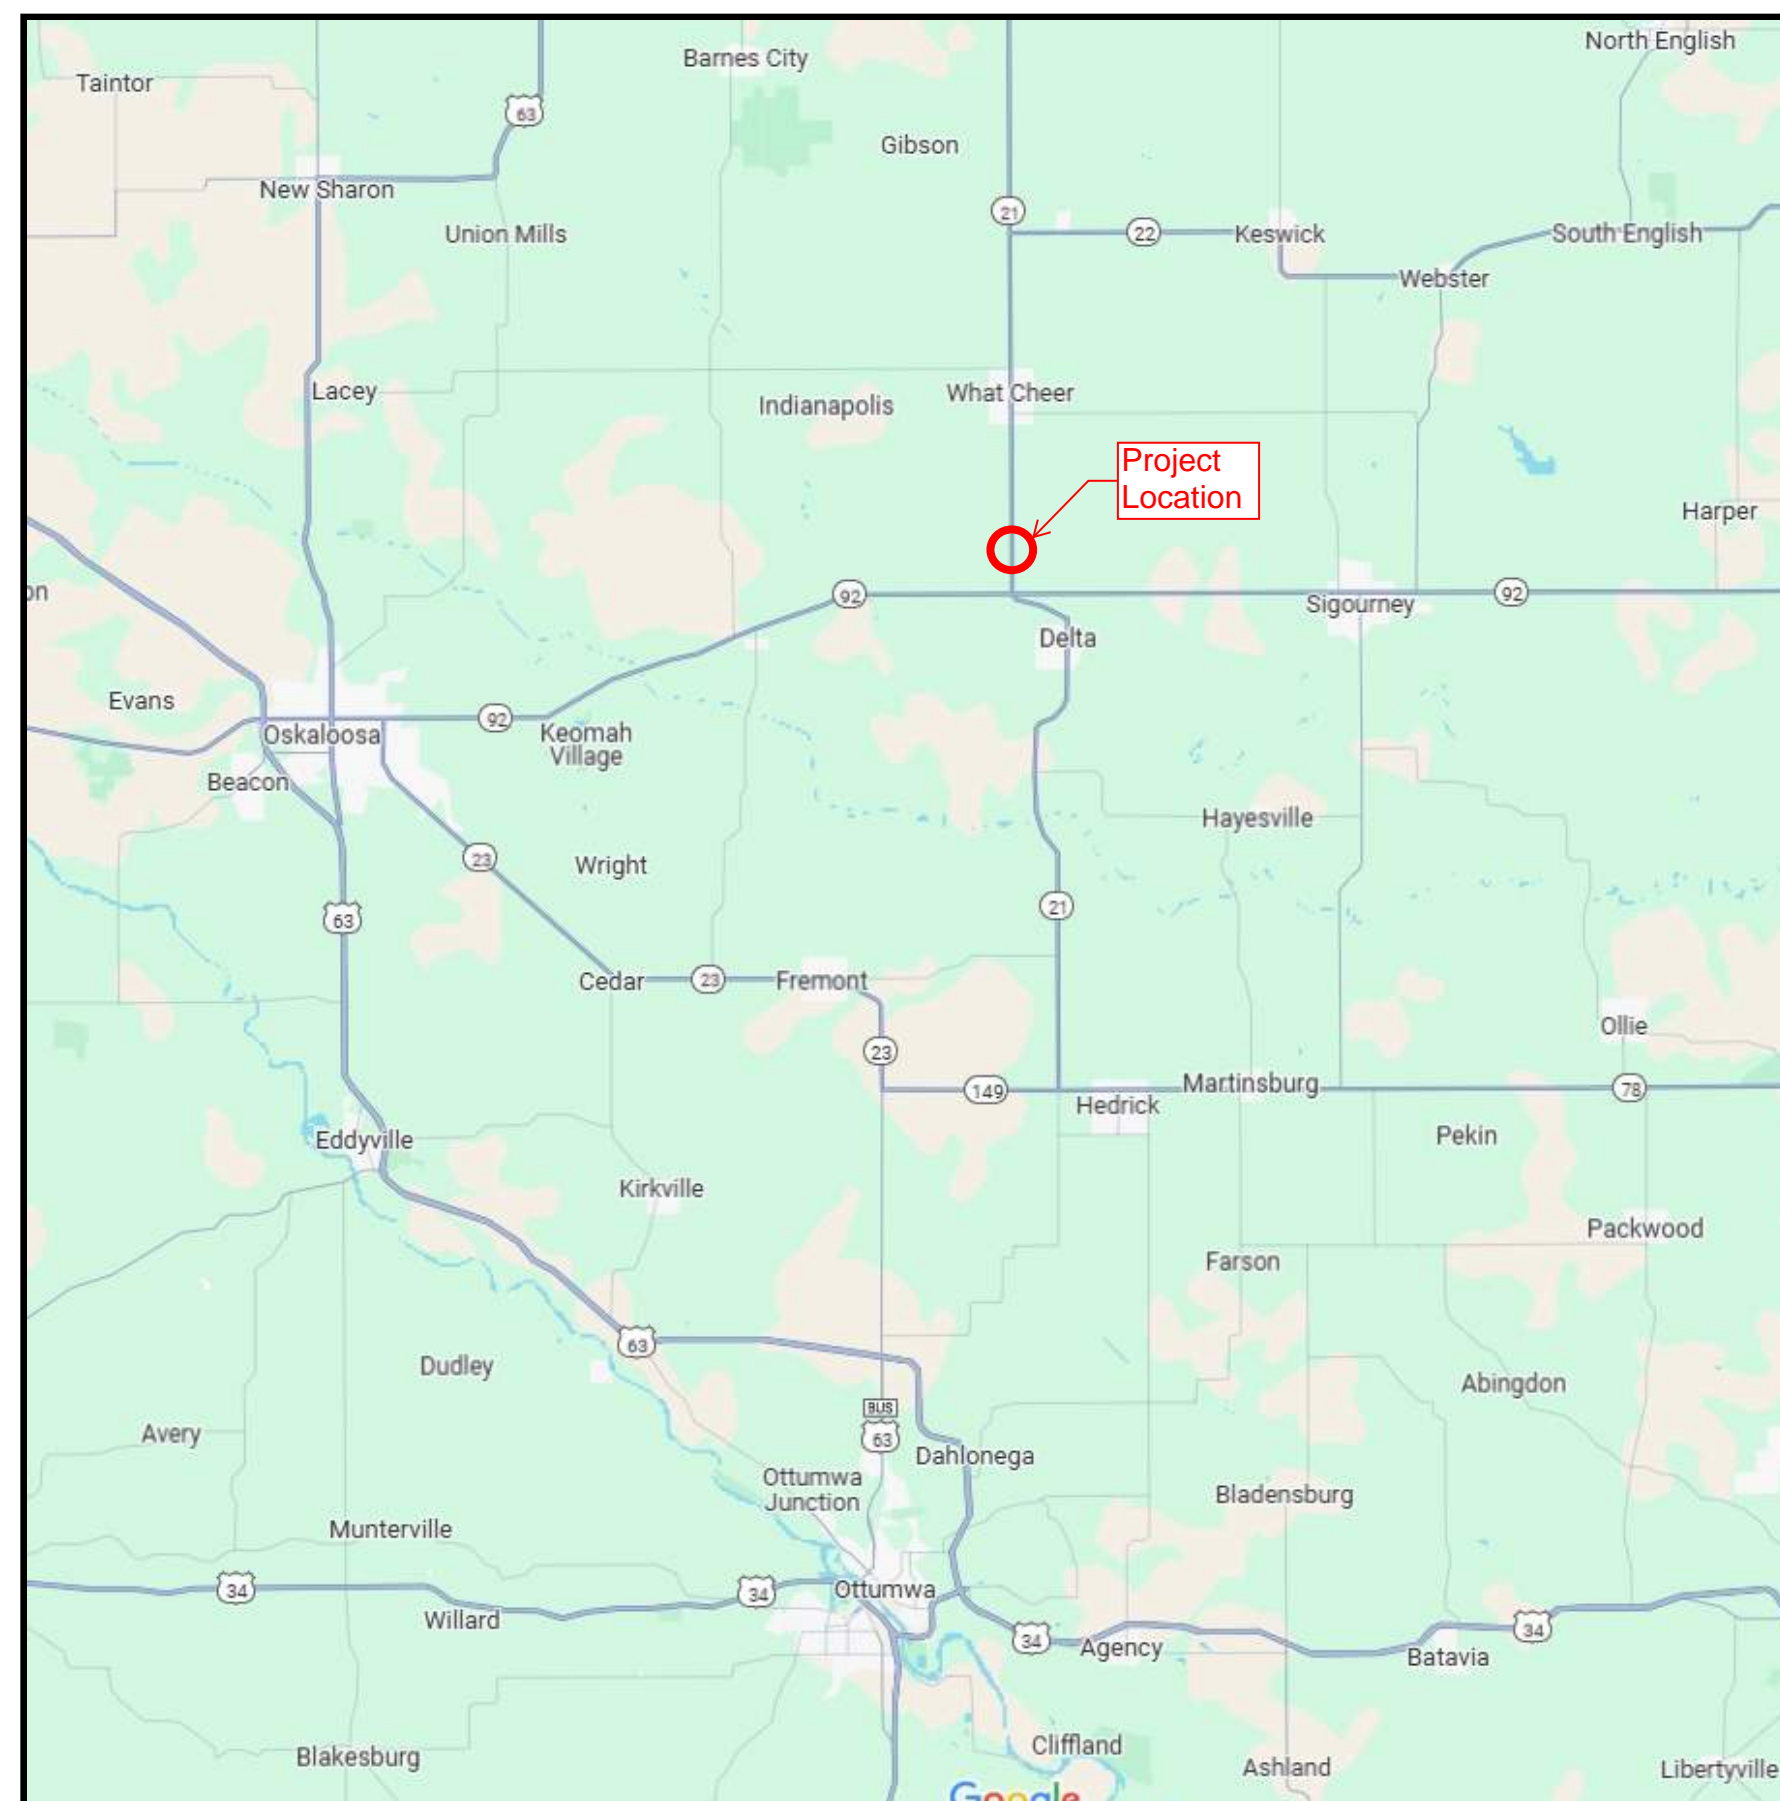 North English
Barnes City
Taintor
63
Gibson
New Sharon
21
Union Mills
22
Keswick
South English
Webster
Lacey
What Cheer
Indianapolis
Project
Location
Harper
on
92
92
Sigourney
Delta
Evans
92
Oskaloosa
Keomah
Village
Beacon
Hayesville
23
Wright
21
63
Cedar
23
Fremont
Ollie
23
Martinsburg
149
78
Hedrick
Pekin
Eddyville
Kirkville
Packwood
Farson
63
Dudley
Abingdon
BUS
63
Avery
Dahlonega
Ottumwa
Junction
Bladensburg
Munterville
34
34
Ottumwa
Willard
34
34
Agency
Batavia
Cliffland
Blakesburg
Ashland
Libertyville
Google